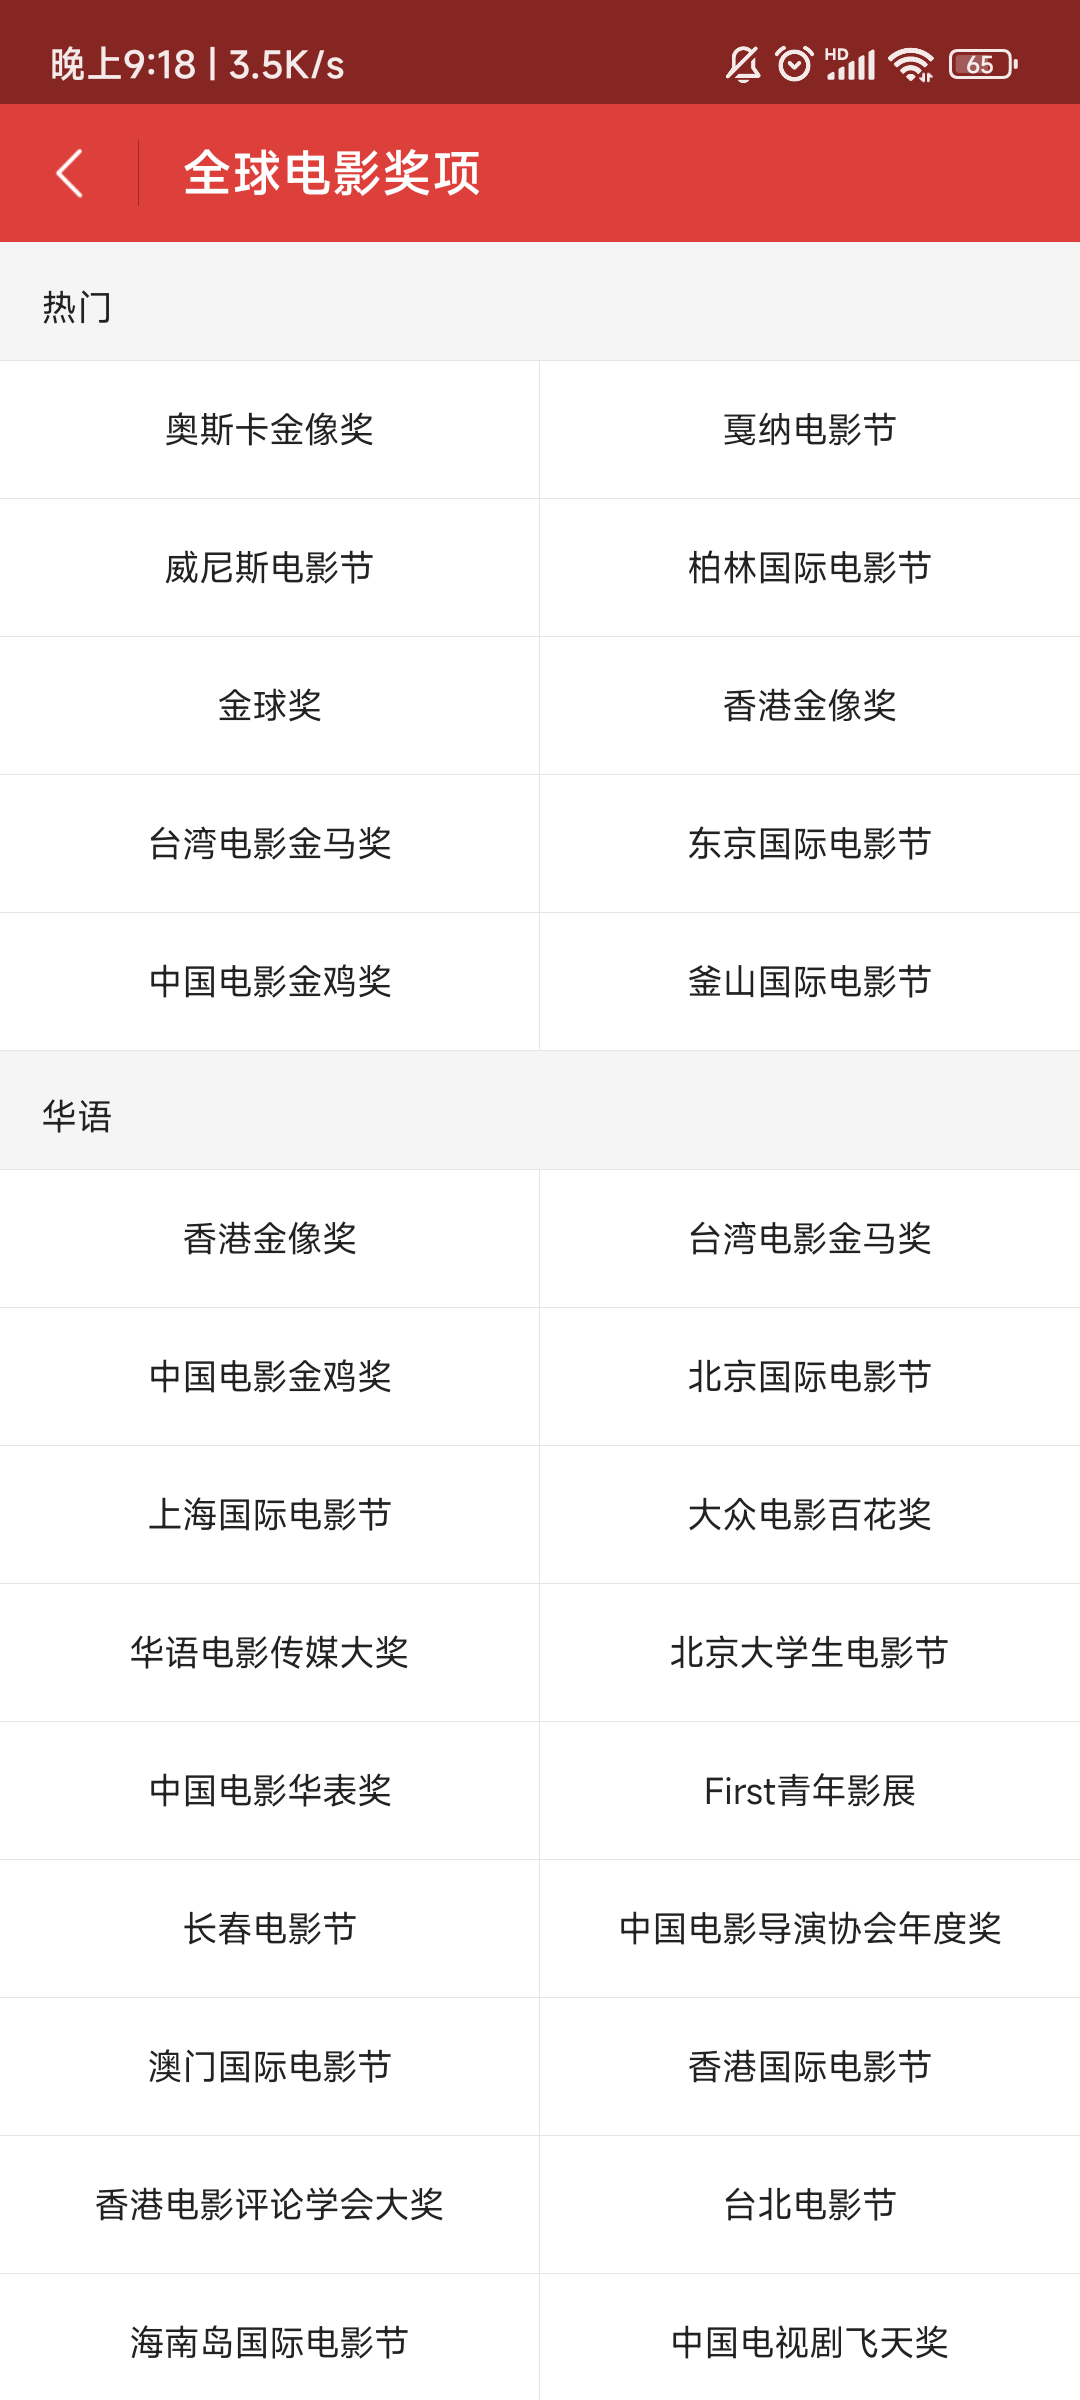 晚上9:18 | 3.5K/s HD 65
全球电影奖项
热门
奥斯卡金像奖 戛纳电影节
威尼斯电影节 柏林国际电影节
金球奖 香港金像奖
台湾电影金马奖 东京国际电影节
中国电影金鸡奖 釜山国际电影节
华语
香港金像奖 台湾电影金马奖
中国电影金鸡奖 北京国际电影节
上海国际电影节 大众电影百花奖
华语电影传媒大奖 北京大学生电影节
中国电影华表奖 First青年影展
长春电影节 中国电影导演协会年度奖
澳门国际电影节 香港国际电影节
香港电影评论学会大奖 台北电影节
海南岛国际电影节 中国电视剧飞天奖